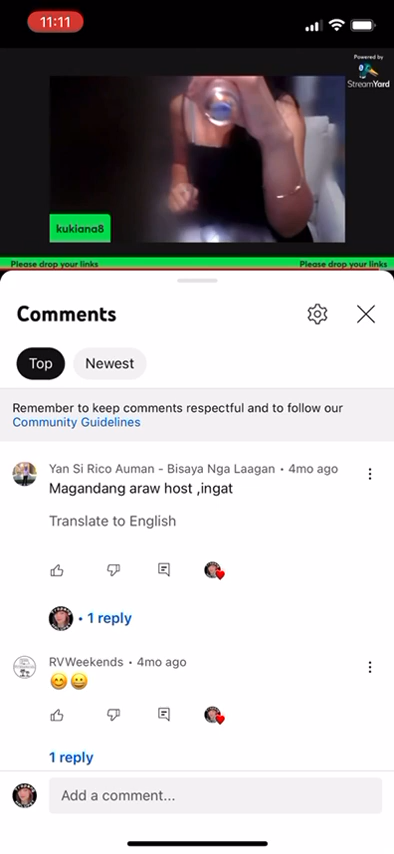 11:11
Powered by
StreamYard
kukiana8
Please drop your links
Please drop your links
Comments
Top
Newest
Remember to keep comments respectful and to follow our
Community Guidelines
Yan Si Rico Auman - Bisaya Nga Laagan • 4mo ago
Magandang araw host ,ingat
Translate to English
• 1 reply
RVWeekends • 4mo ago
😊😄
1 reply
Add a comment...